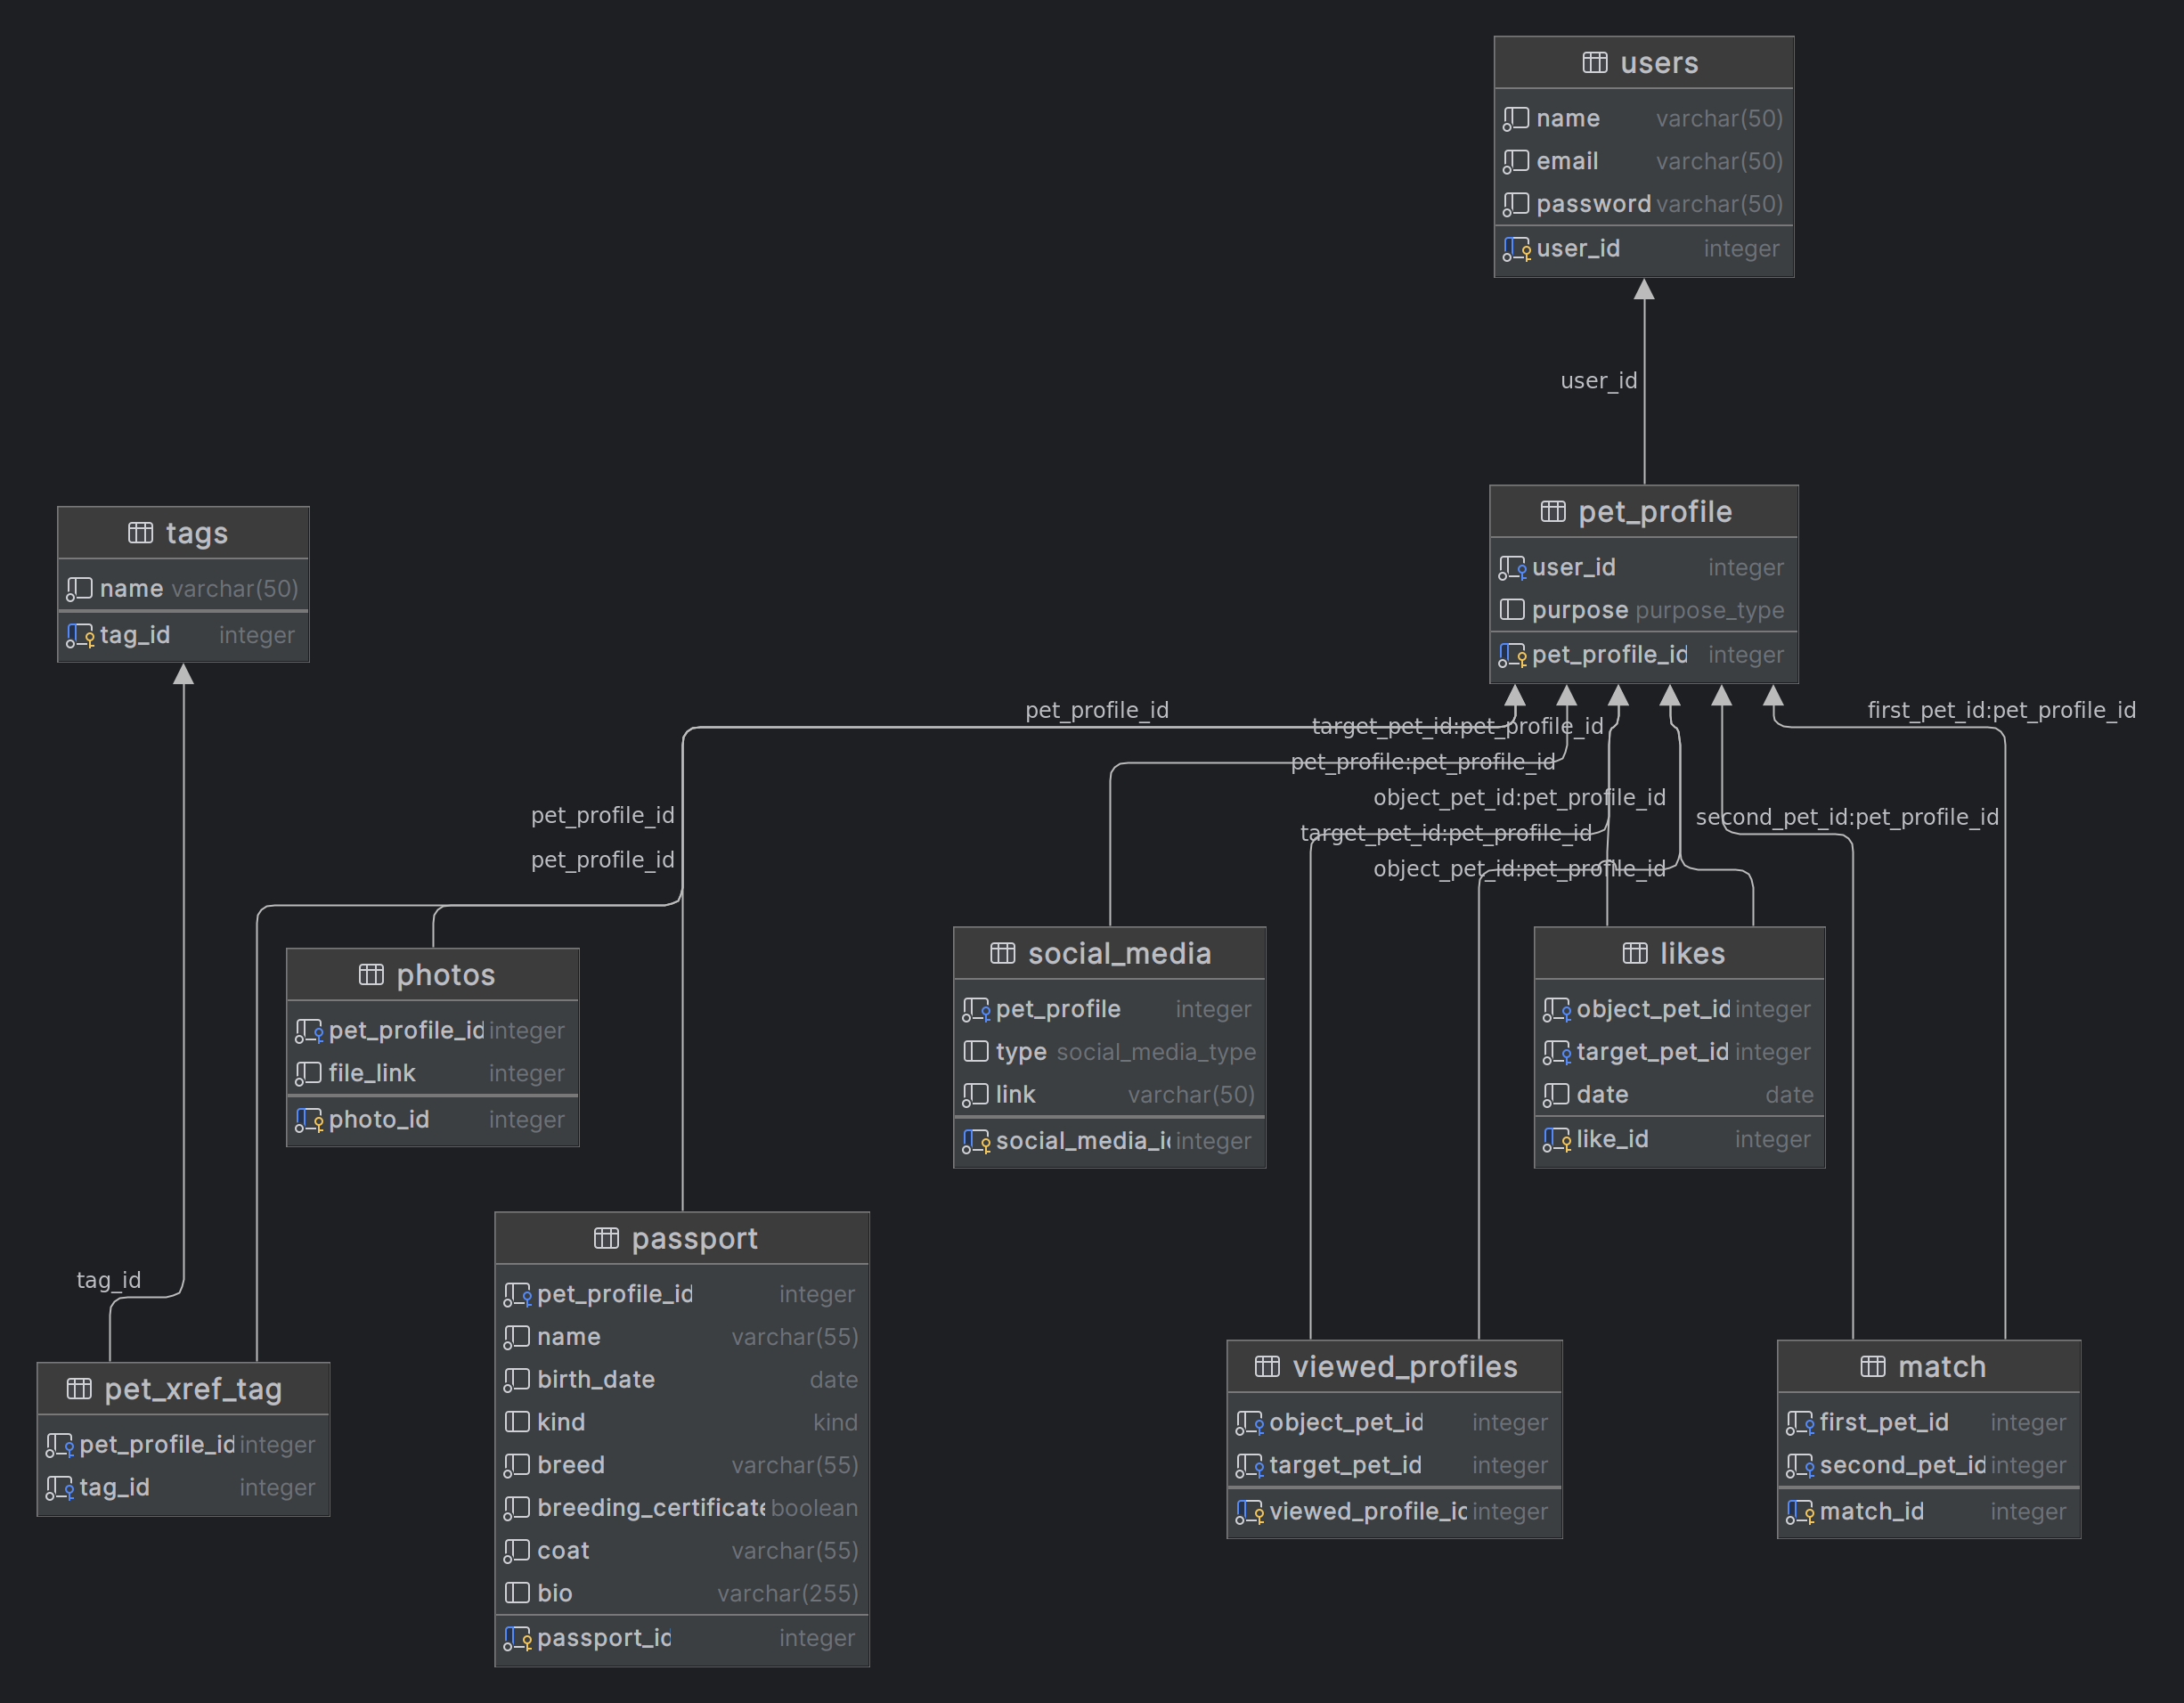 users
name varchar(50)
email varchar(50)
password varchar(50)
user_id integer
user_id
pet_profile
user_id integer
purpose purpose_type
pet_profile_id integer
tags
name varchar(50)
tag_id integer
pet_profile_id
target_pet_id:pet_profile_id
first_pet_id:pet_profile_id
pet_profile:pet_profile_id
object_pet_id:pet_profile_id
pet_profile_id
second_pet_id:pet_profile_id
target_pet_id:pet_profile_id
pet_profile_id
object_pet_id:pet_profile_id
photos
pet_profile_id integer
file_link integer
photo_id integer
social_media
pet_profile integer
type social_media_type
link varchar(50)
social_media_id integer
likes
object_pet_id integer
target_pet_id integer
date date
like_id integer
passport
pet_profile_id integer
name varchar(55)
birth_date date
kind kind
breed varchar(55)
breeding_certificate boolean
coat varchar(55)
bio varchar(255)
passport_id integer
tag_id
pet_xref_tag
pet_profile_id integer
tag_id integer
viewed_profiles
object_pet_id integer
target_pet_id integer
viewed_profile_id integer
match
first_pet_id integer
second_pet_id integer
match_id integer